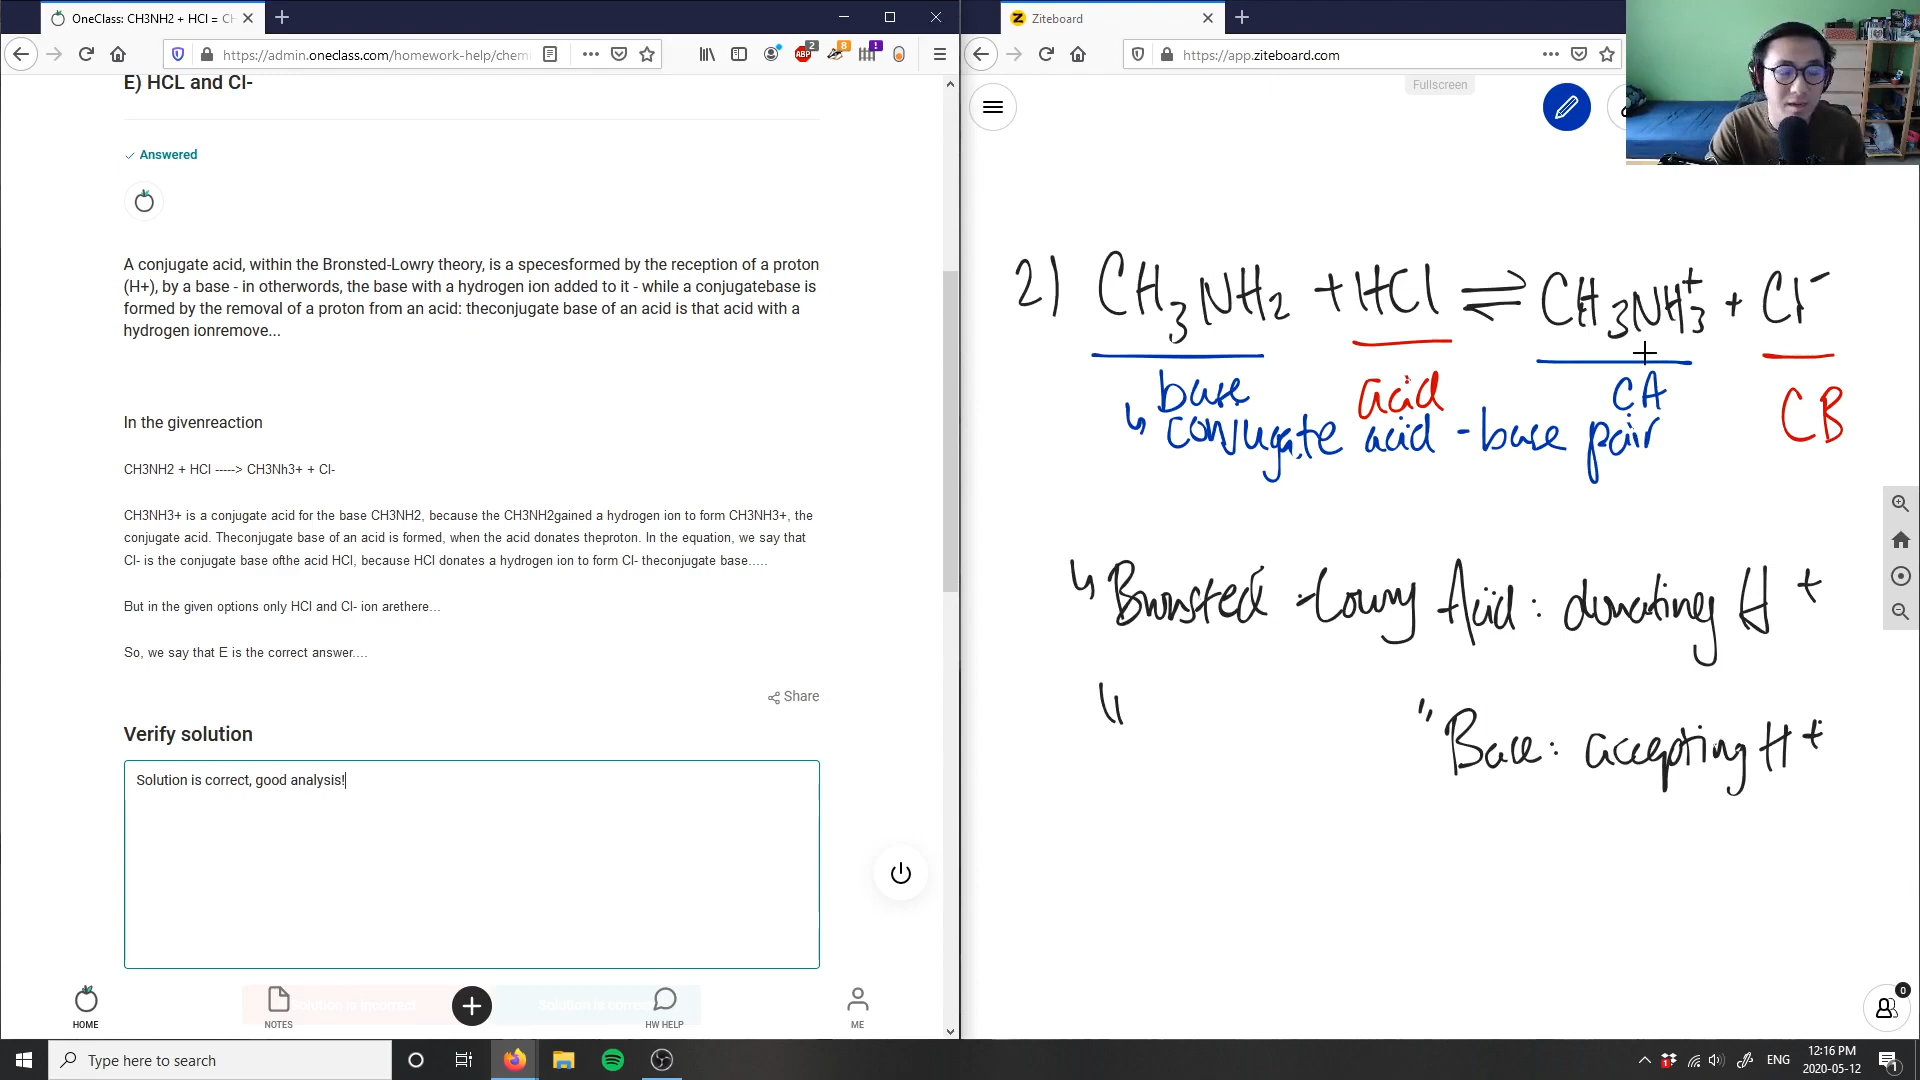 OneClass: CH3NH2 + HCl = CH
https://admin.oneclass.com/homework-help/chemi
ABP
2
8
1
E) HCL and Cl-
Answered
A conjugate acid, within the Bronsted-Lowry theory, is a specesformed by the reception of a proton
(H+), by a base - in otherwords, the base with a hydrogen ion added to it - while a conjugatebase is
formed by the removal of a proton from an acid: theconjugate base of an acid is that acid with a
hydrogen ionremove...
In the givenreaction
CH3NH2 + HCl -----> CH3Nh3+ + Cl-
CH3NH3+ is a conjugate acid for the base CH3NH2, because the CH3NH2gained a hydrogen ion to form CH3NH3+, the
conjugate acid. Theconjugate base of an acid is formed, when the acid donates theproton. In the equation, we say that
Cl- is the conjugate base ofthe acid HCl, because HCl donates a hydrogen ion to form Cl- theconjugate base.....
But in the given options only HCl and Cl- ion arethere...
So, we say that E is the correct answer....
Share
Verify solution
Solution is correct, good analysis!
Solution is incorrect
HOME
NOTES
HW HELP
ME
Ziteboard
https://app.ziteboard.com
Fullscreen
2) CH3NH2 + HCl ⇌ CH3NH3+ + Cl-
base acid CA CB
↳ conjugate acid - base pair
↳ Bronsted - Lowry Acid : donating H+
" " Base : accepting H+
0
Type here to search
ENG
12:16 PM
2020-05-12
1